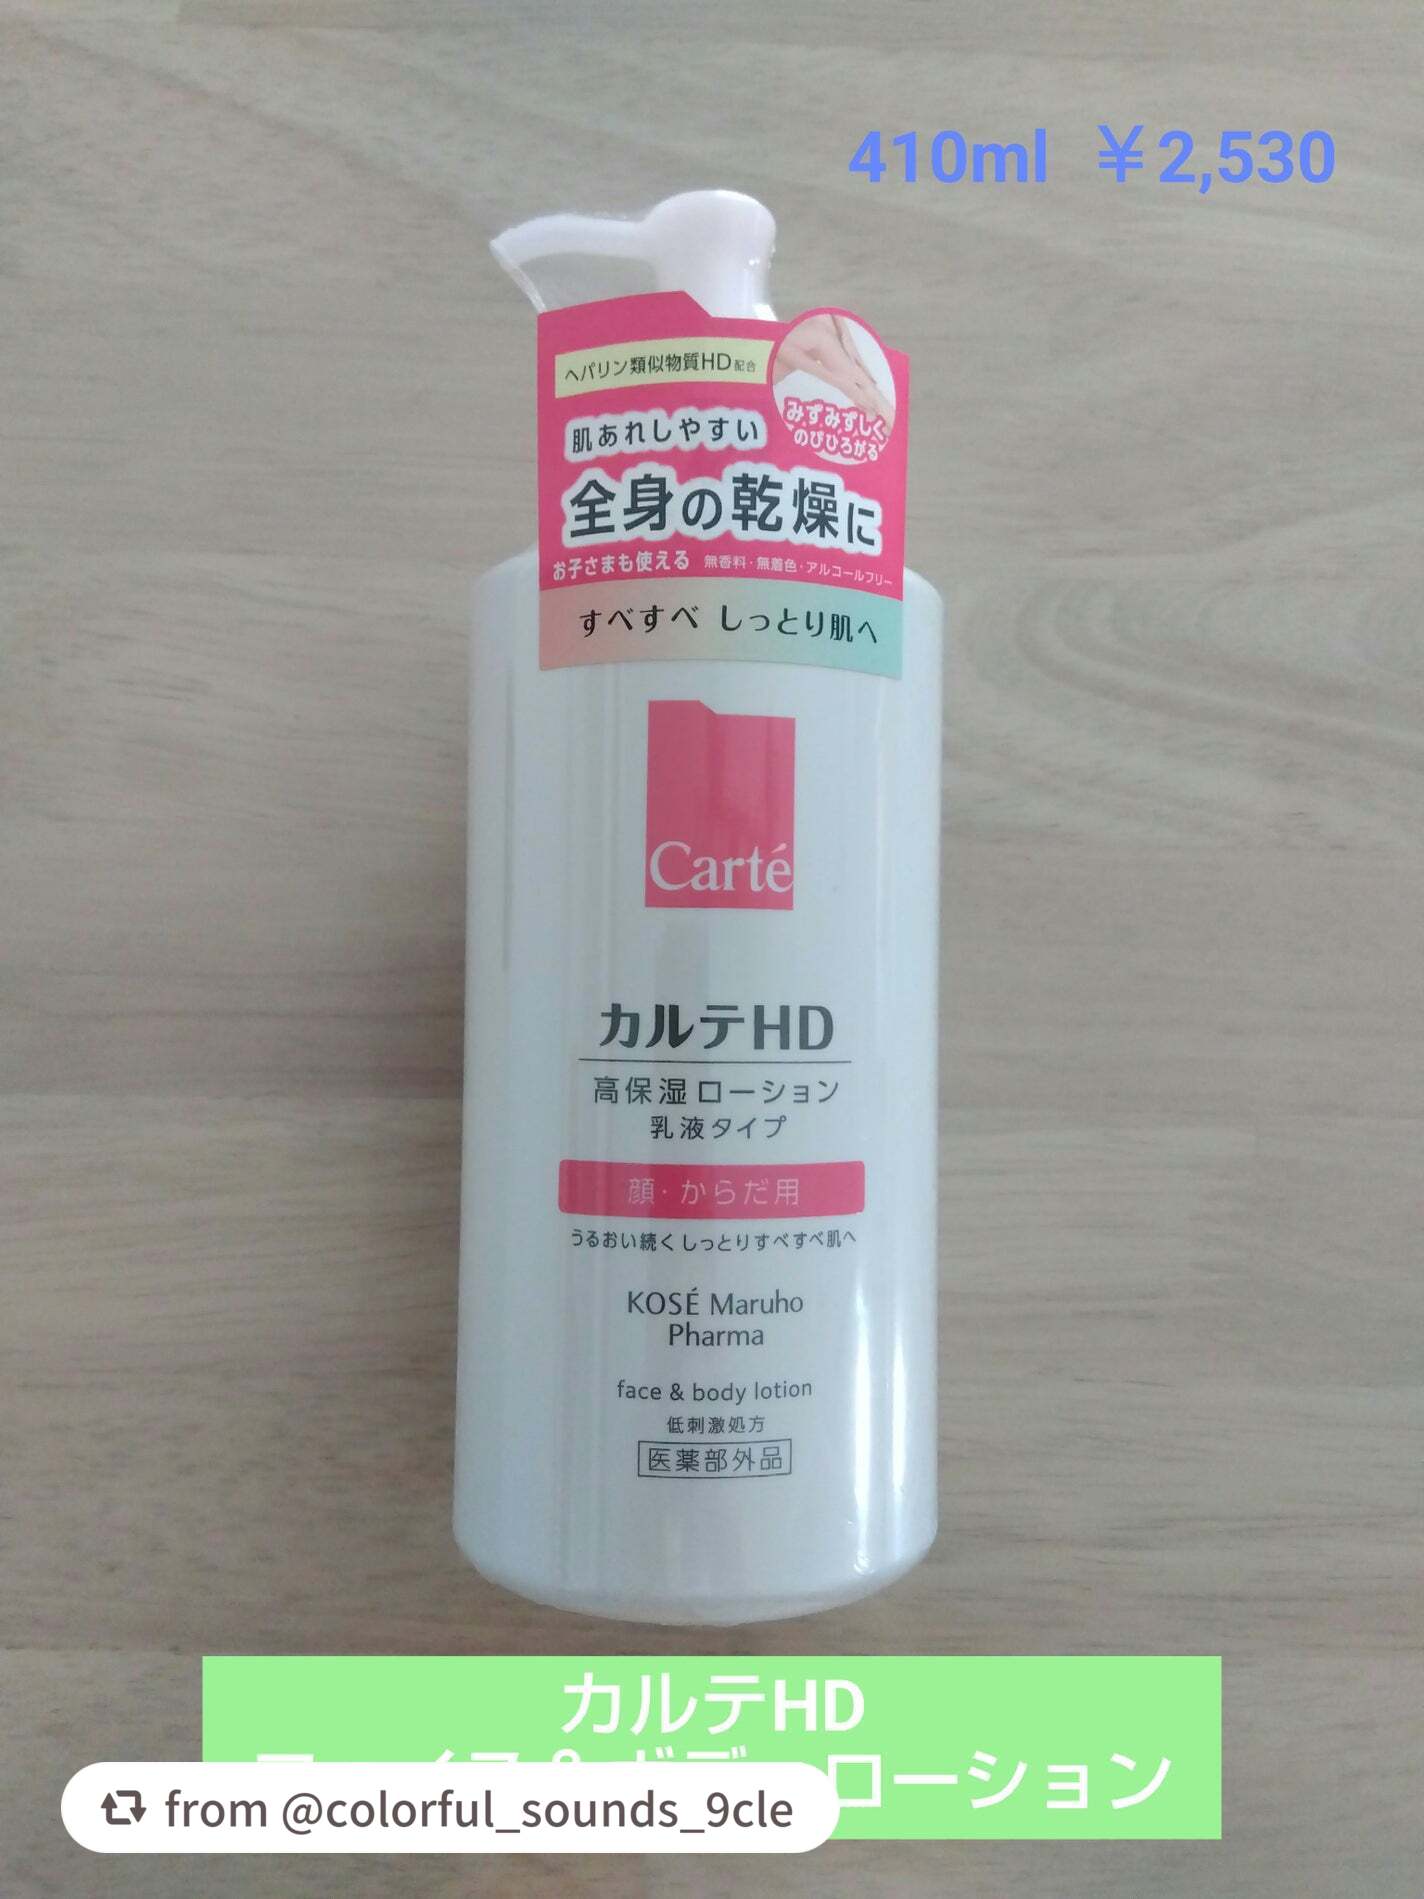 410ml ￥2,530
ヘパリン類似物質HD配合
みずみずしく
のびひろがる
肌あれしやすい
全身の乾燥に
お子さまも使える 無香料・無着色・アルコールフリー
すべすべ しっとり肌へ
Carté
カルテHD
高保湿ローション
乳液タイプ
顔・からだ用
うるおい続くしっとりすべすべ肌へ
KOSÉ Maruho
Pharma
face & body lotion
低刺激処方
医薬部外品
カルテHD
ローション
from @colorful_sounds_9cle